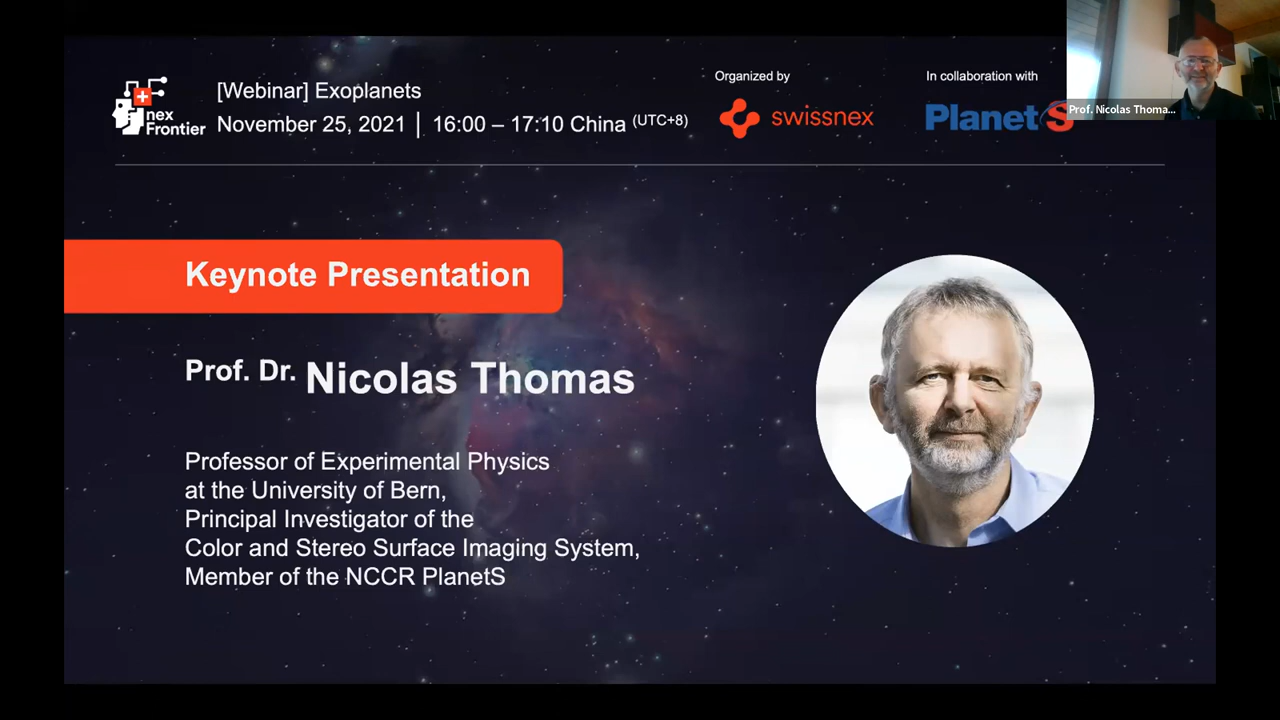 nex
Frontier
[Webinar] Exoplanets
November 25, 2021 | 16:00 – 17:10 China (UTC+8)
Organized by
swissnex
In collaboration with
PlanetS
Prof. Nicolas Thoma...
Keynote Presentation
Prof. Dr. Nicolas Thomas
Professor of Experimental Physics
at the University of Bern,
Principal Investigator of the
Color and Stereo Surface Imaging System,
Member of the NCCR PlanetS